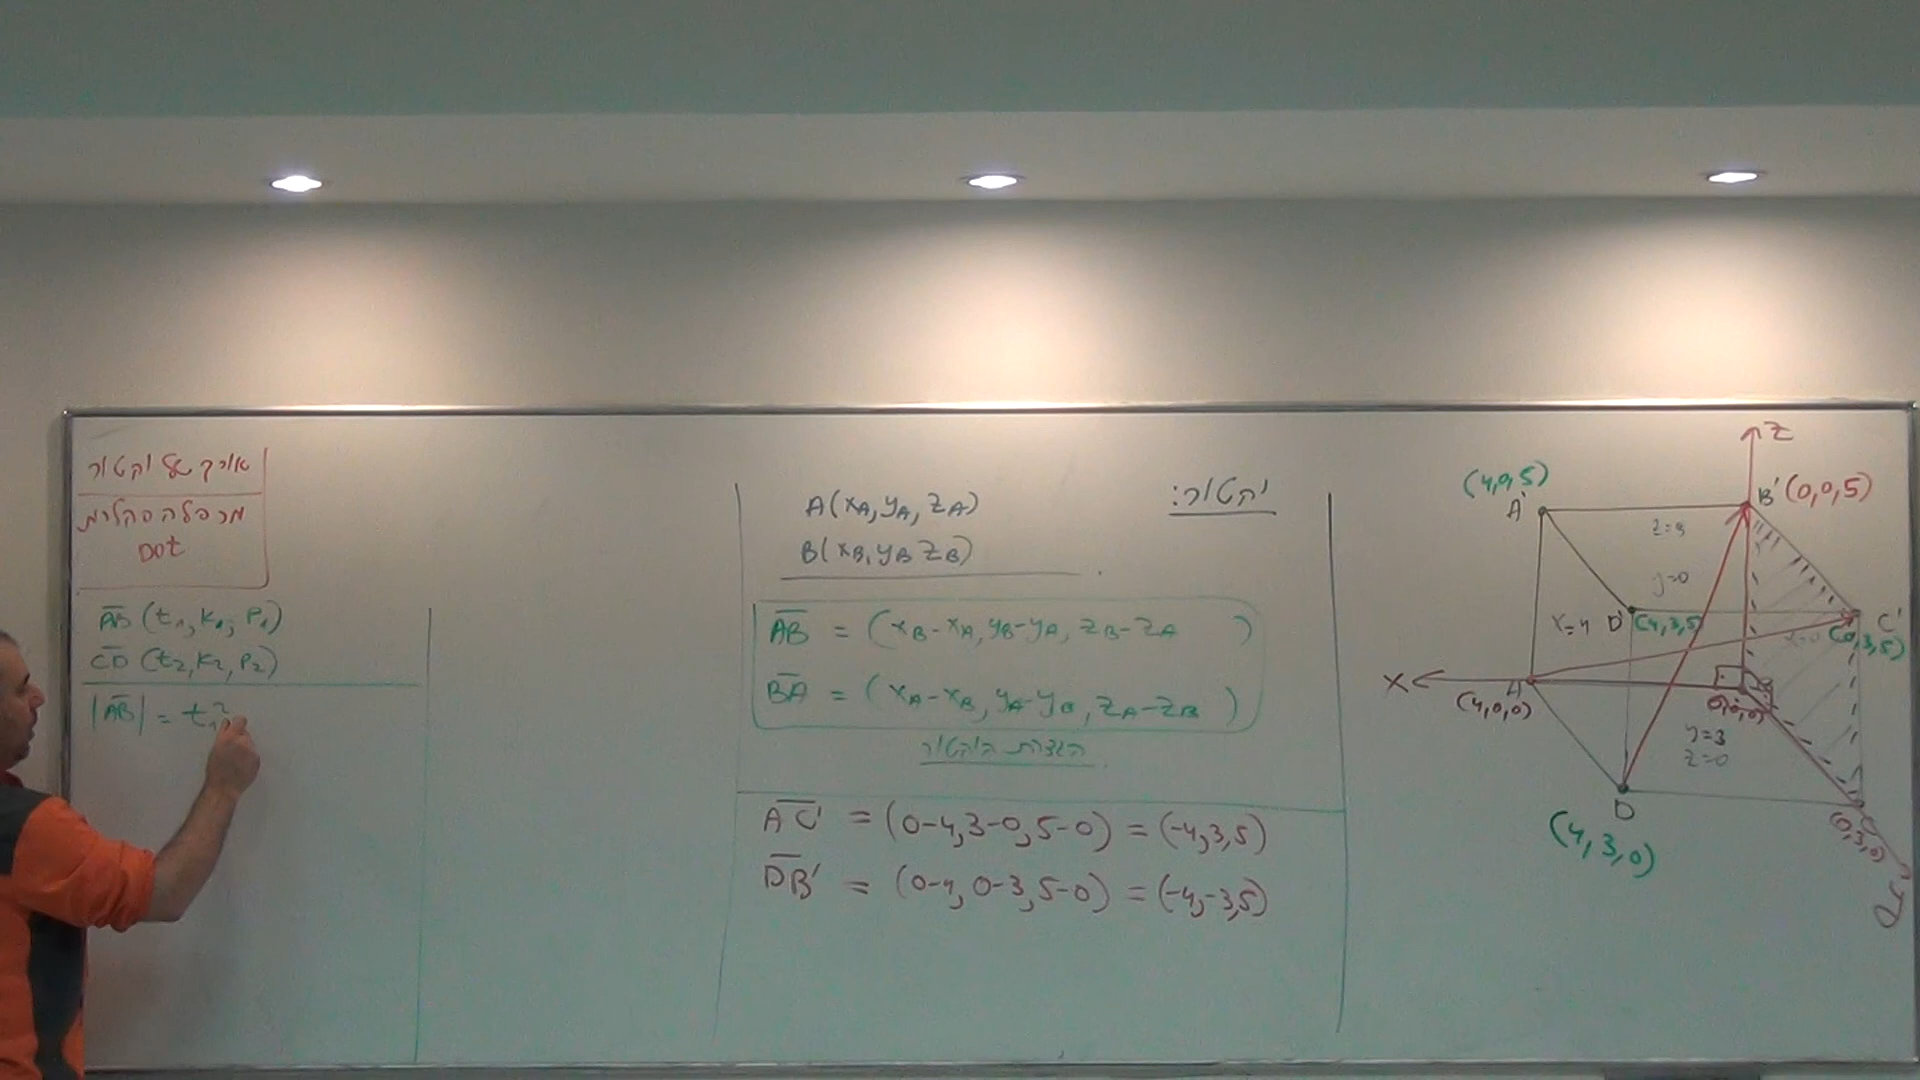 אורך של וקטור
מכפלה סקלרית
Dot
AB (t₁, k₁, P₁)
CD (t₂, k₂, P₂)
|AB| = t₁²
וקטור:
A(xA, yA, zA)
B(xB, yB zB)
AB = (xB-xA, yB-yA, zB-zA )
BA = (xA-xB, yA-yB, zA-zB )
הצגת הוקטור
AC' = (0-4, 3-0, 5-0) = (-4,3,5)
DB' = (0-4, 0-3, 5-0) = (-4,-3,5)
z
(4,0,5)
A'
B' (0,0,5)
z=5
y=0
x=4
D' (4,3,5)
C'
(0,3,5)
x=0
x
A
(4,0,0)
(0,0,0)
y=3
z=0
D
(4,3,0)
C
(0,3,0)
y